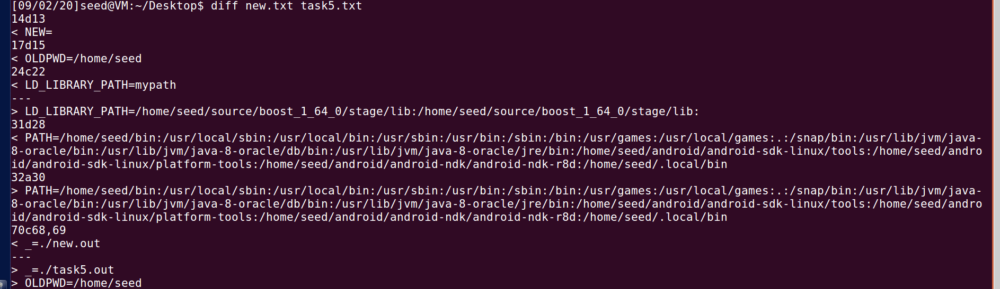 [09/02/20]seed@VM:~/Desktop$ diff new.txt task5.txt
14d13
< NEW=
17d15
< OLDPWD=/home/seed
24c22
< LD_LIBRARY_PATH=mypath
---
> LD_LIBRARY_PATH=/home/seed/source/boost_1_64_0/stage/lib:/home/seed/source/boost_1_64_0/stage/lib:
31d28
< PATH=/home/seed/bin:/usr/local/sbin:/usr/local/bin:/usr/sbin:/usr/bin:/sbin:/bin:/usr/games:/usr/local/games:.:/snap/bin:/usr/lib/jvm/java-
8-oracle/bin:/usr/lib/jvm/java-8-oracle/db/bin:/usr/lib/jvm/java-8-oracle/jre/bin:/home/seed/android/android-sdk-linux/tools:/home/seed/andro
id/android-sdk-linux/platform-tools:/home/seed/android/android-ndk/android-ndk-r8d:/home/seed/.local/bin
32a30
> PATH=/home/seed/bin:/usr/local/sbin:/usr/local/bin:/usr/sbin:/usr/bin:/sbin:/bin:/usr/games:/usr/local/games:.:/snap/bin:/usr/lib/jvm/java-
8-oracle/bin:/usr/lib/jvm/java-8-oracle/db/bin:/usr/lib/jvm/java-8-oracle/jre/bin:/home/seed/android/android-sdk-linux/tools:/home/seed/andro
id/android-sdk-linux/platform-tools:/home/seed/android/android-ndk/android-ndk-r8d:/home/seed/.local/bin
70c68,69
< _=./new.out
---
> _=./task5.out
> OLDPWD=/home/seed